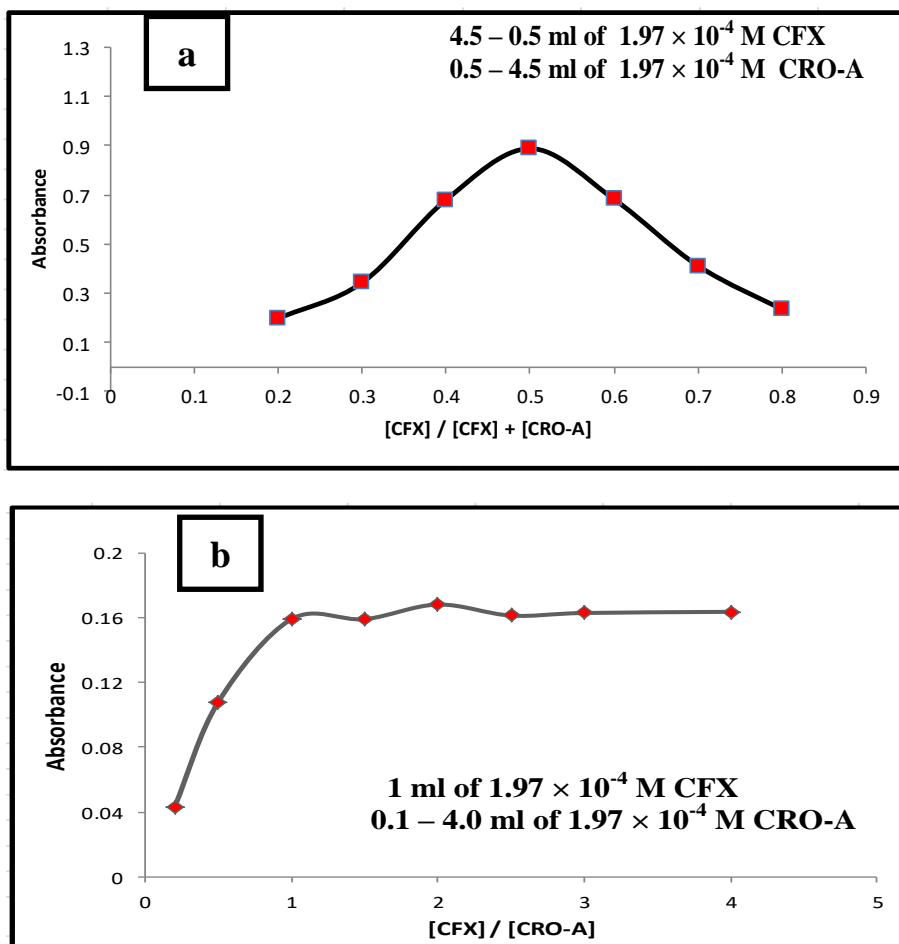 a
4.5 – 0.5 ml of 1.97 × 10⁻⁴ M CFX
0.5 – 4.5 ml of 1.97 × 10⁻⁴ M CRO-A
1.3
1.1
0.9
0.7
0.5
0.3
0.1
-0.1
Absorbance
0 0.1 0.2 0.3 0.4 0.5 0.6 0.7 0.8 0.9
[CFX] / [CFX] + [CRO-A]
b
0.2
0.16
0.12
0.08
0.04
0
Absorbance
1 ml of 1.97 × 10⁻⁴ M CFX
0.1 – 4.0 ml of 1.97 × 10⁻⁴ M CRO-A
0 1 2 3 4 5
[CFX] / [CRO-A]